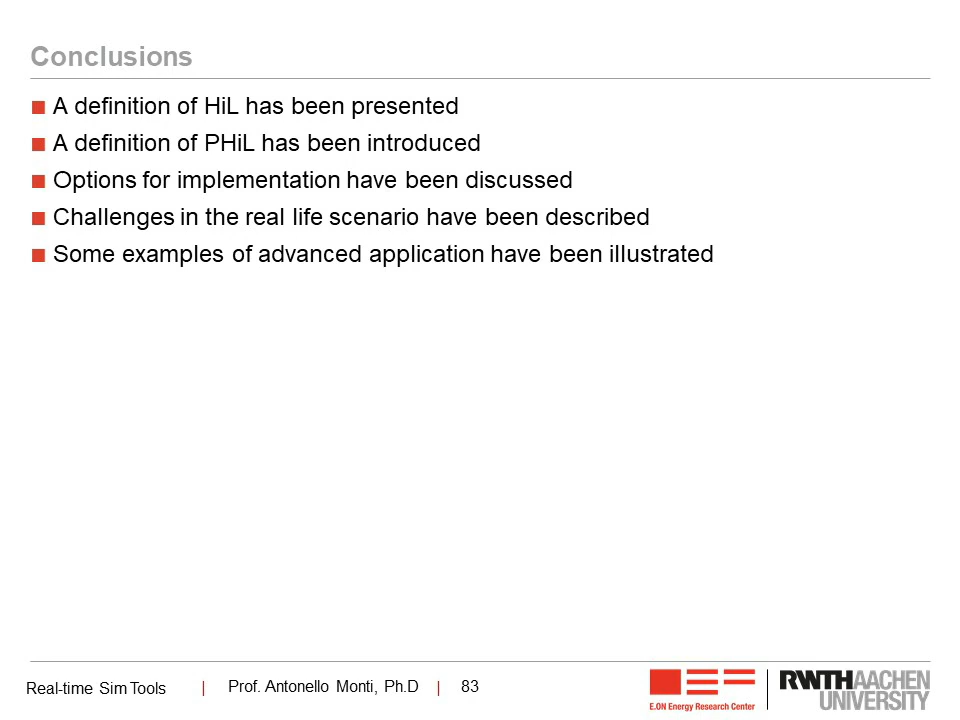 Conclusions
A definition of HiL has been presented
A definition of PHiL has been introduced
Options for implementation have been discussed
Challenges in the real life scenario have been described
Some examples of advanced application have been illustrated
Real-time Sim Tools | Prof. Antonello Monti, Ph.D | 83
E.ON Energy Research Center
RWTHAACHEN
UNIVERSITY